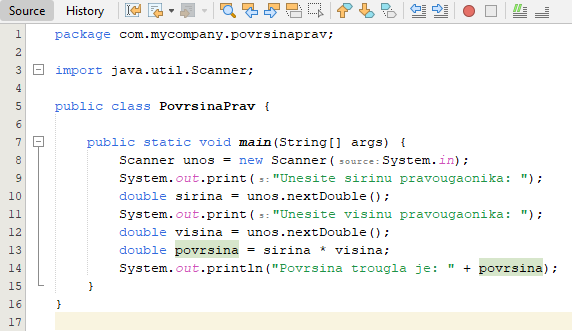 Source History
1 package com.mycompany.povrsinaprav;
2
3 import java.util.Scanner;
4
5 public class PovrsinaPrav {
6
7 public static void main(String[] args) {
8 Scanner unos = new Scanner( source: System.in);
9 System.out.print( s: "Unesite sirinu pravougaonika: ");
10 double sirina = unos.nextDouble();
11 System.out.print( s: "Unesite visinu pravougaonika: ");
12 double visina = unos.nextDouble();
13 double povrsina = sirina * visina;
14 System.out.println("Povrsina trougla je: " + povrsina);
15 }
16 }
17